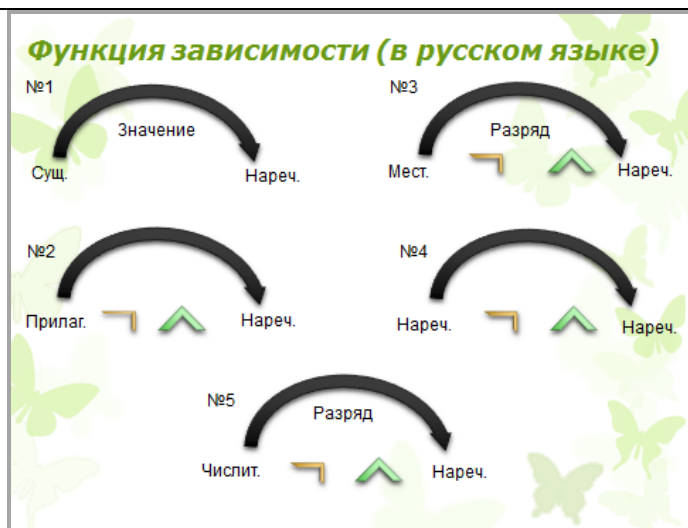 Функция зависимости (в русском языке)
№1
Значение
Сущ.
Нареч.
№3
Разряд
Мест.
Нареч.
№2
Прилаг.
Нареч.
№4
Нареч.
Нареч.
№5
Разряд
Числит.
Нареч.